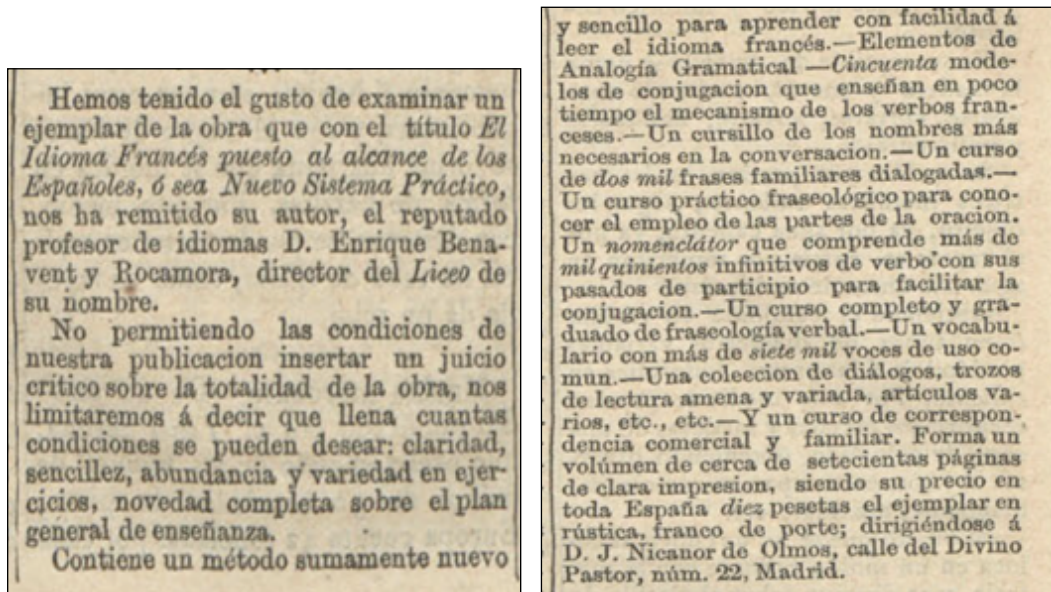 Hemos tenido el gusto de examinar un
ejemplar de la obra que con el título El
Idioma Francés puesto al alcance de los
Españoles, ó sea Nuevo Sistema Práctico,
nos ha remitido su autor, el reputado
profesor de idiomas D. Enrique Bena-
vent y Rocamora, director del Liceo de
su nombre.
No permitiendo las condiciones de
nuestra publicacion insertar un juicio
critico sobre la totalidad de la obra, nos
limitaremos á decir que llena cuantas
condiciones se pueden desear: claridad,
sencillez, abundancia y variedad en ejer-
cicios, novedad completa sobre el plan
general de enseñanza.
Contiene un método sumamente nuevo
y sencillo para aprender con facilidad á
leer el idioma francés.—Elementos de
Analogía Gramatical —Cincuenta mode-
los de conjugacion que enseñan en poco
tiempo el mecanismo de los verbos fran-
ceses.—Un cursillo de los nombres más
necesarios en la conversacion.—Un curso
de dos mil frases familiares dialogadas.—
Un curso práctico fraseológico para cono-
cer el empleo de las partes de la oracion.
Un nomenclátor que comprende más de
mil quinientos infinitivos de verbo con sus
pasados de participio para facilitar la
conjugacion.—Un curso completo y gra-
duado de fraseología verbal.—Un vocabu-
lario con más de siete mil voces de uso co-
mun.—Una coleccion de diálogos, trozos
de lectura amena y variada, artículos va-
rios, etc., etc.—Y un curso de correspon-
dencia comercial y familiar. Forma un
volúmen de cerca de setecientas páginas
de clara impresion, siendo su precio en
toda España diez pesetas el ejemplar en
rústica, franco de porte; dirigiéndose á
D. J. Nicanor de Olmos, calle del Divino
Pastor, núm. 22, Madrid.